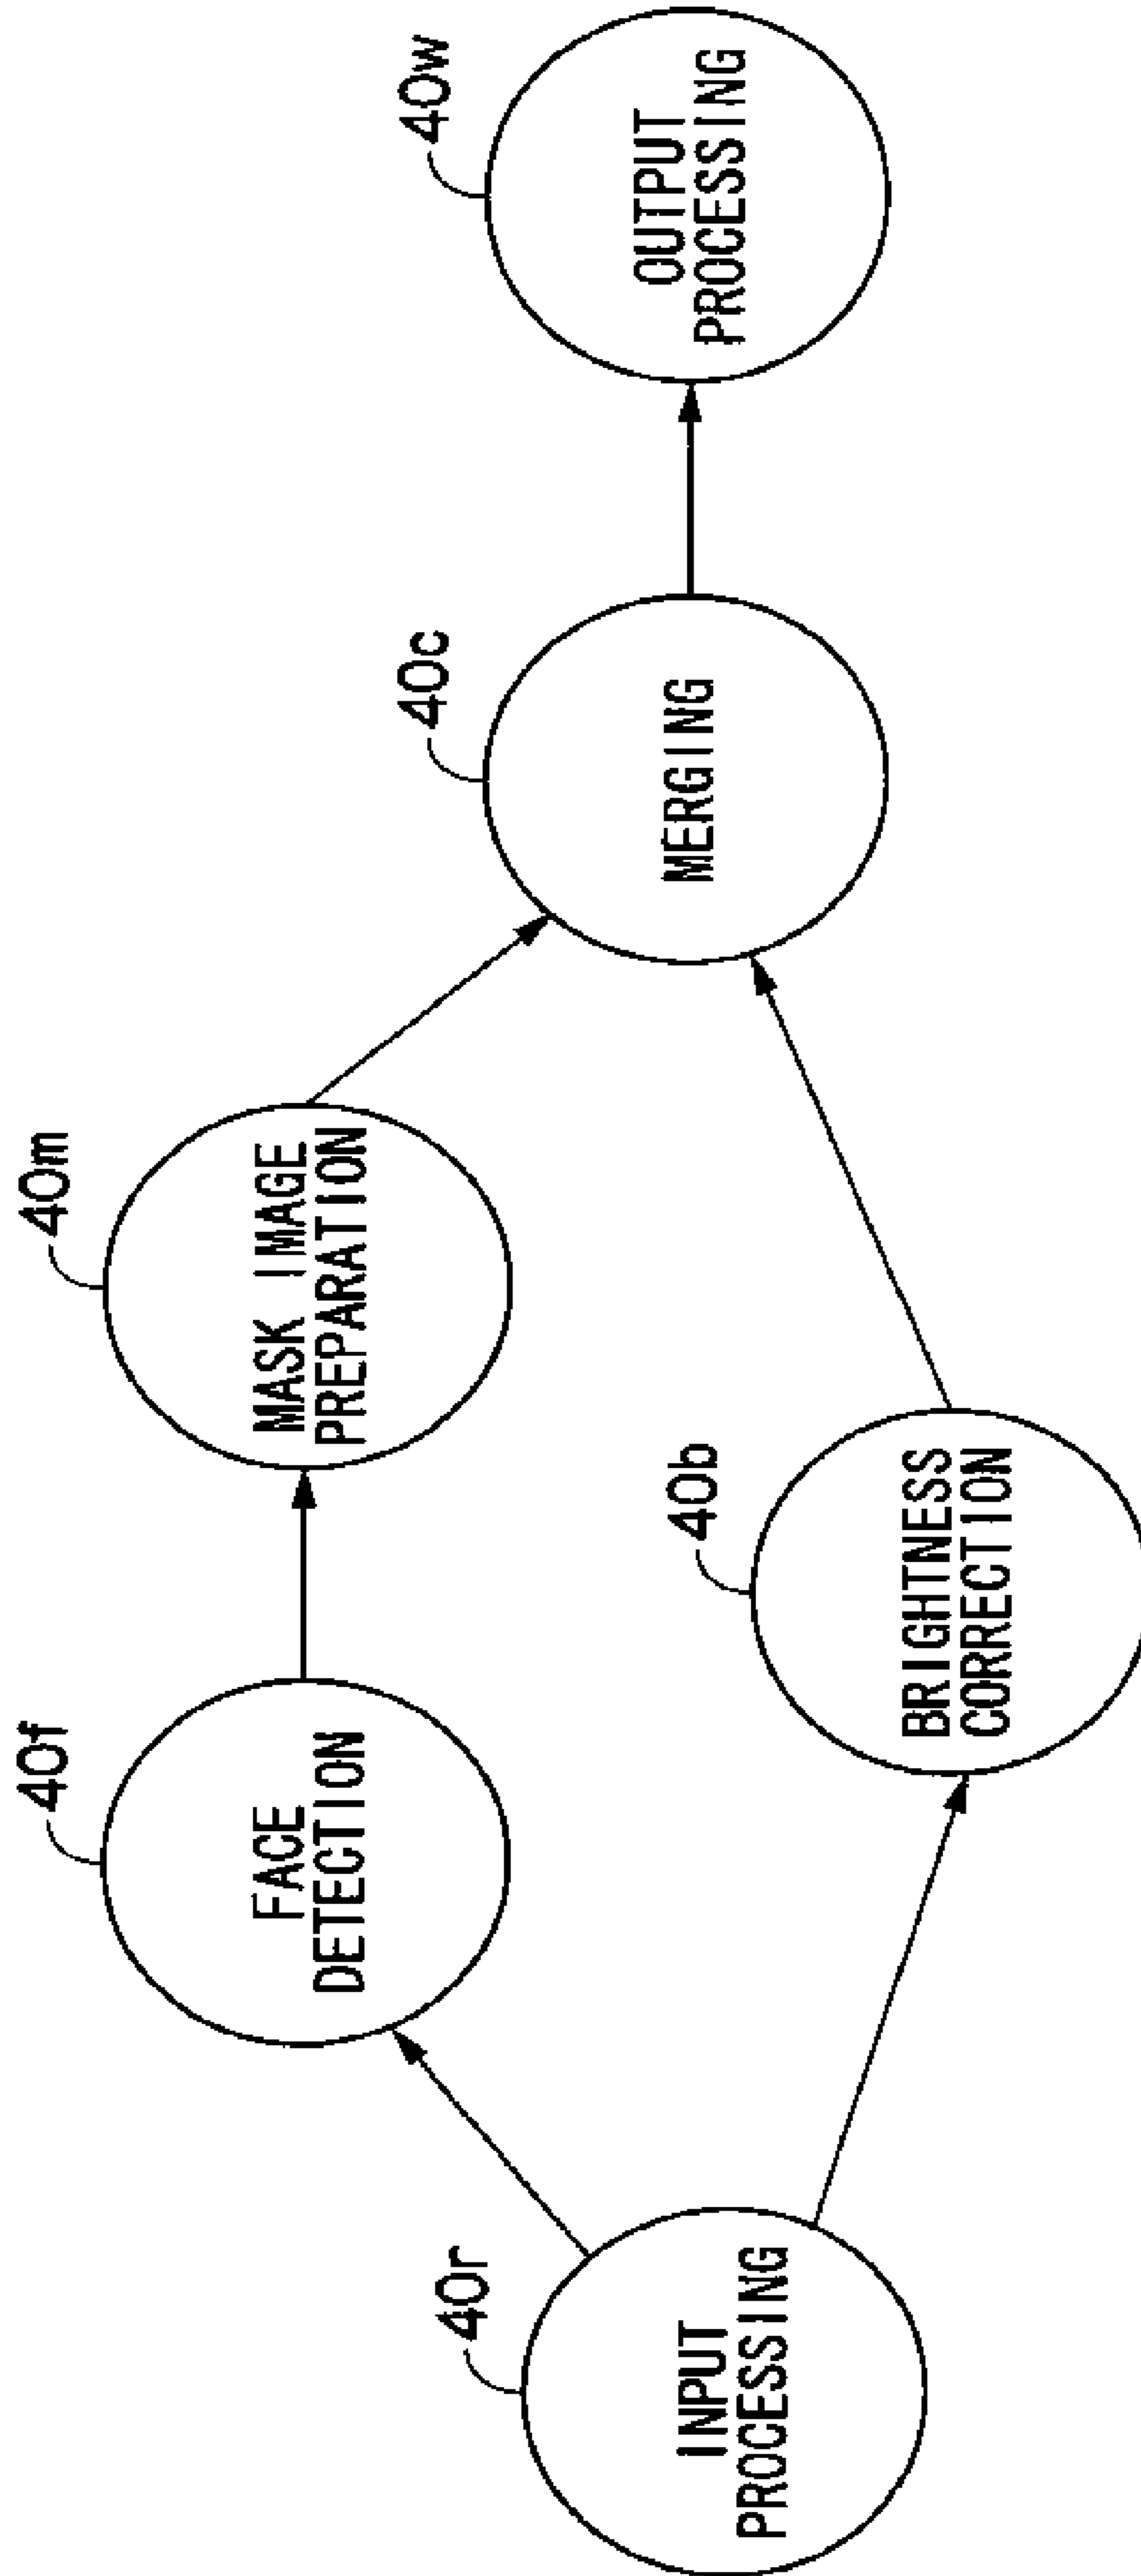 40r
INPUT
PROCESSING
40f
FACE
DETECTION
40m
MASK IMAGE
PREPARATION
40b
BRIGHTNESS
CORRECTION
40c
MERGING
40w
OUTPUT
PROCESSING